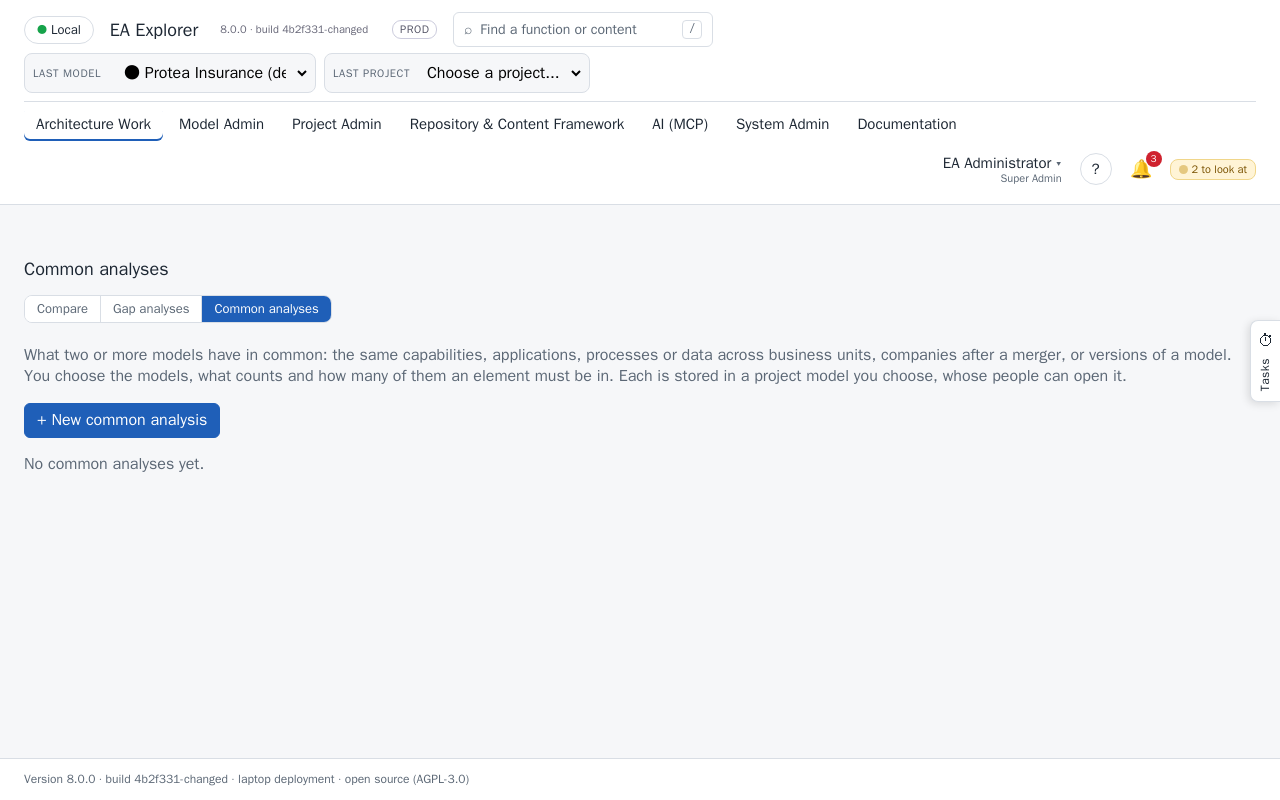 Local
EA Explorer
8.0.0 · build 4b2f331-changed
PROD
Find a function or content
/
LAST MODEL
Protea Insurance (de
LAST PROJECT
Choose a project...
Architecture Work
Model Admin
Project Admin
Repository & Content Framework
AI (MCP)
System Admin
Documentation
EA Administrator
Super Admin
?
3
2 to look at
Common analyses
Compare
Gap analyses
Common analyses
What two or more models have in common: the same capabilities, applications, processes or data across business units, companies after a merger, or versions of a model.
You choose the models, what counts and how many of them an element must be in. Each is stored in a project model you choose, whose people can open it.
+ New common analysis
No common analyses yet.
Tasks
Version 8.0.0 · build 4b2f331-changed · laptop deployment · open source (AGPL-3.0)